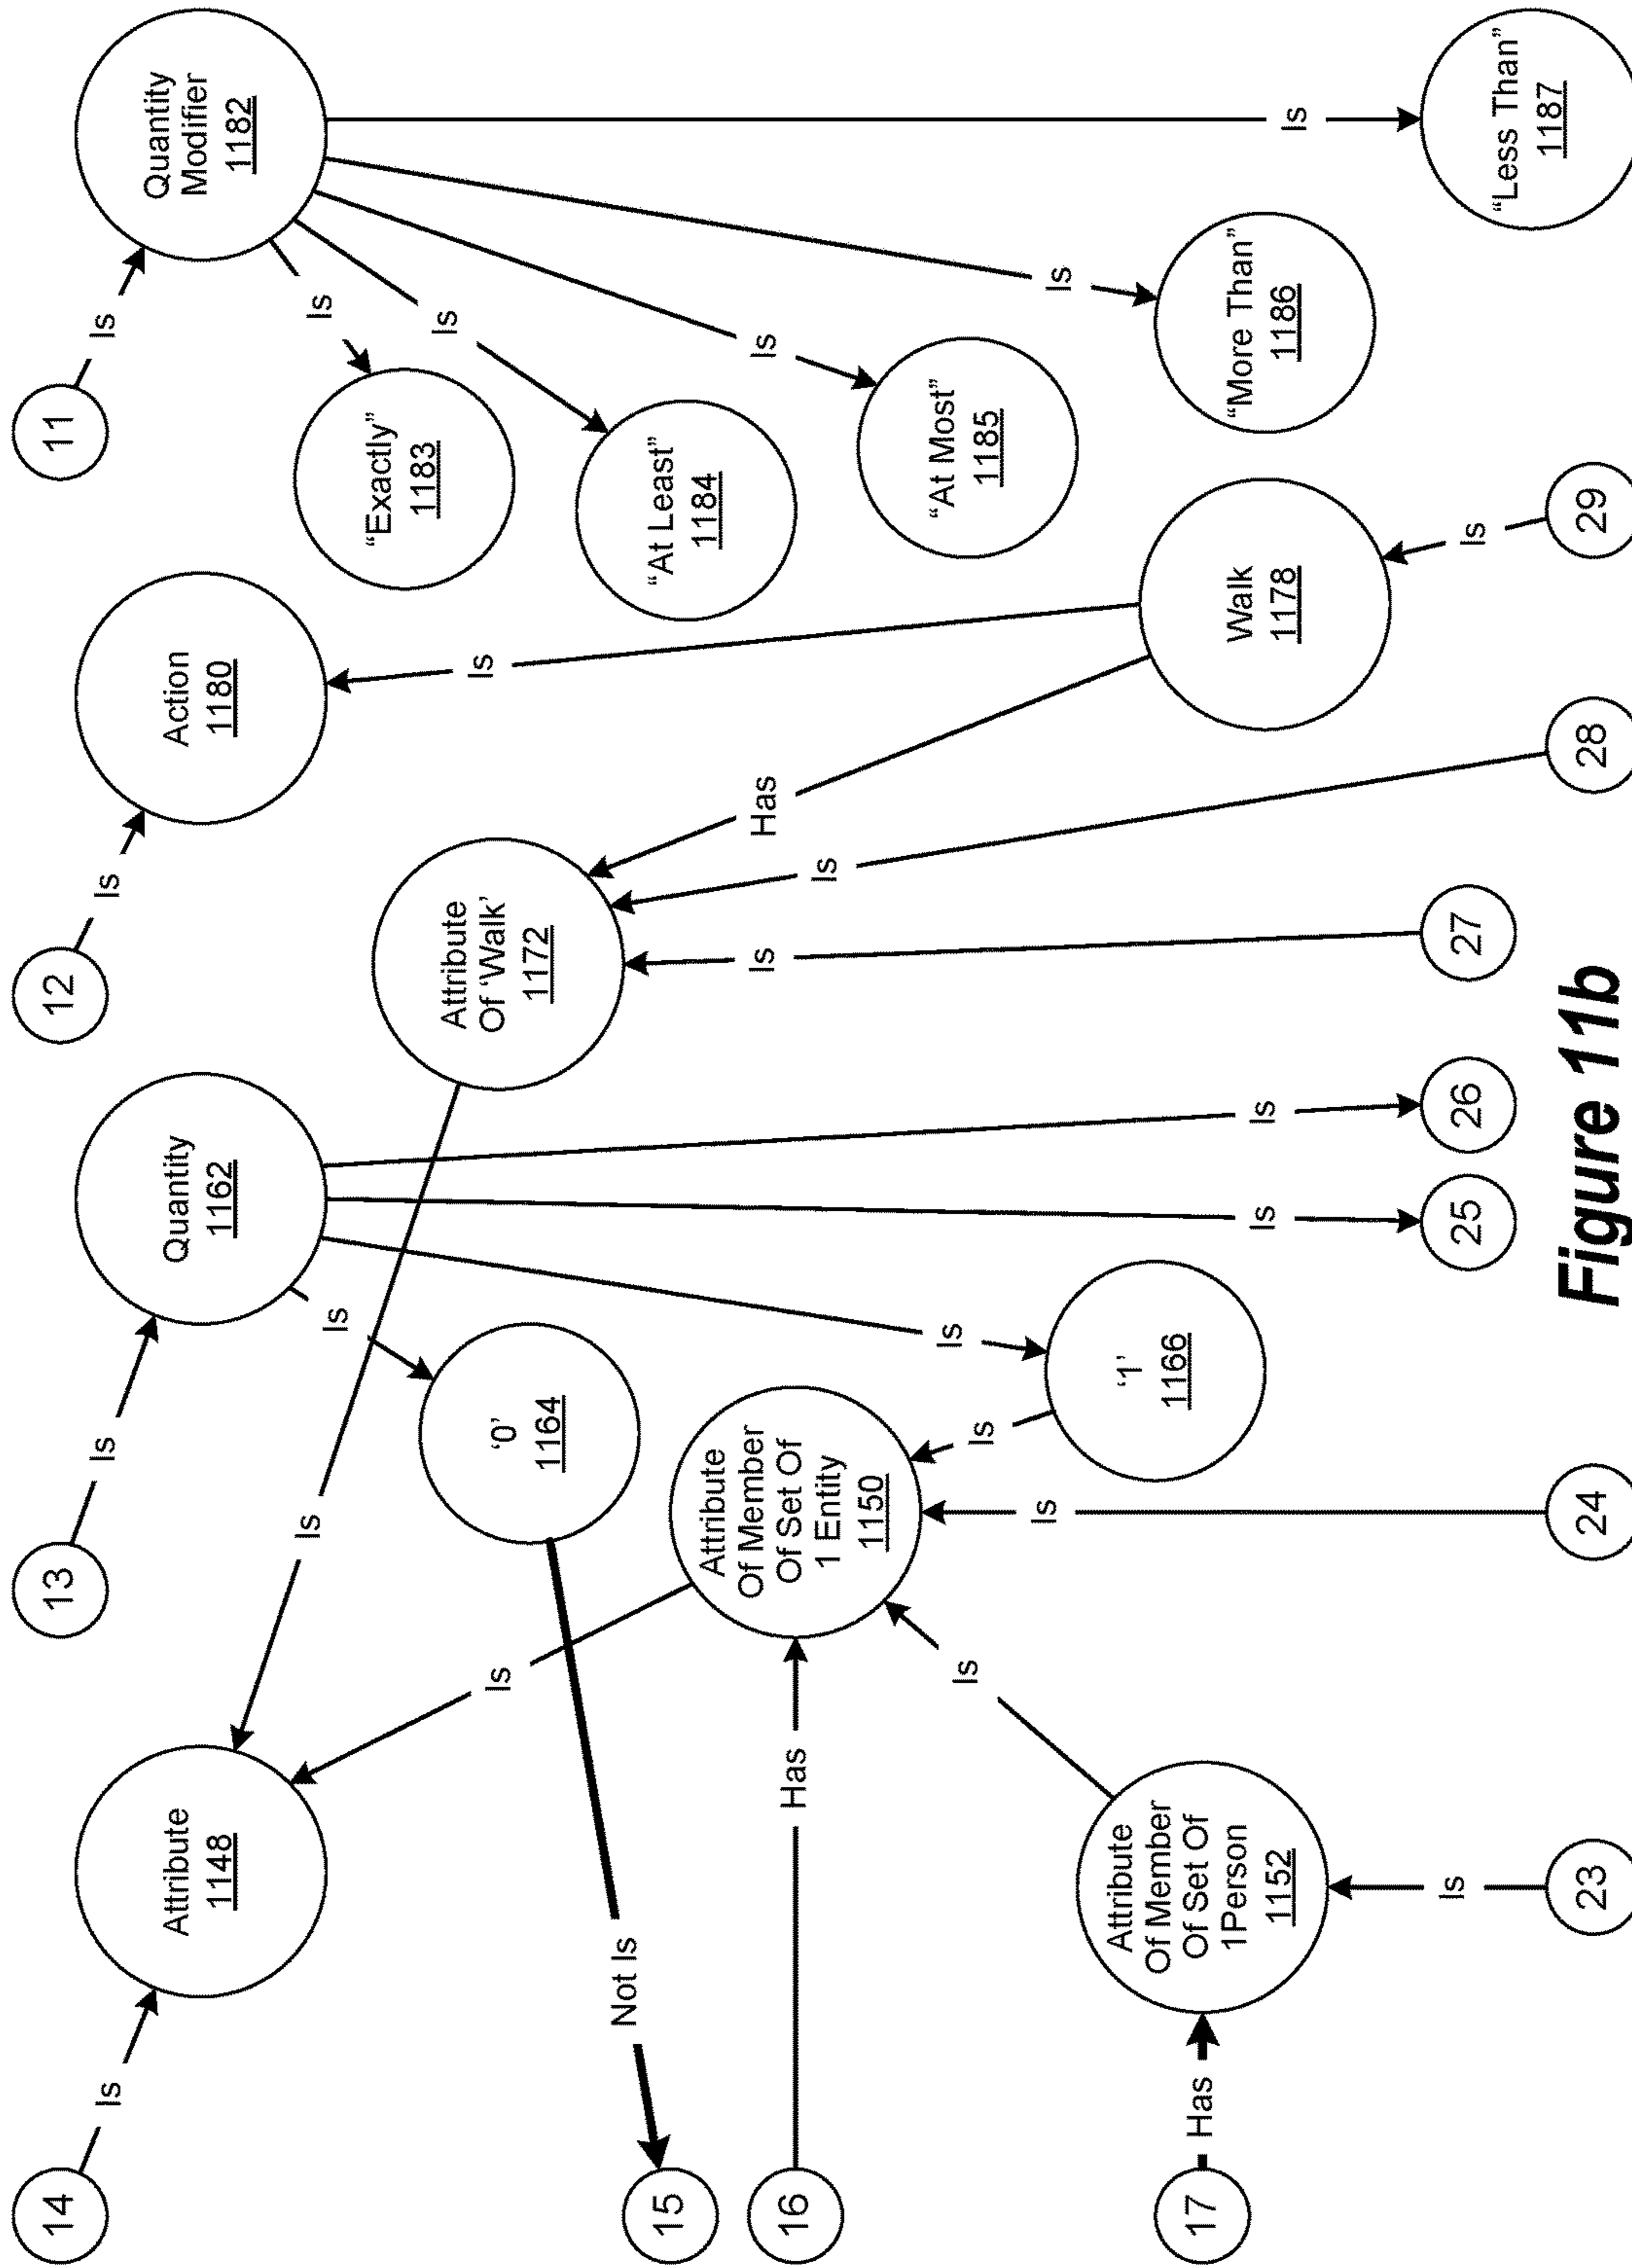 14
Is
Attribute
1148
13
Is
Quantity
1162
12
Is
Action
1180
11
Is
Quantity
Modifier
1182
Is
Is
Is
Is
Is
Is
Is
Is
Is
"Exactly"
1183
"At Least"
1184
"At Most"
1185
"More Than"
1186
"Less Than"
1187
'0'
1164
Attribute
Of 'Walk'
1172
15
Not Is
16
Has
Attribute
Of Member
Of Set Of
1 Entity
1150
Is
Is
Is
Is
Is
Has
Is
Is
Is
'1'
1166
Walk
1178
17
Has
Attribute
Of Member
Of Set Of
1Person
1152
Is
Is
25
26
27
Is
23
24
28
29
Figure 11b